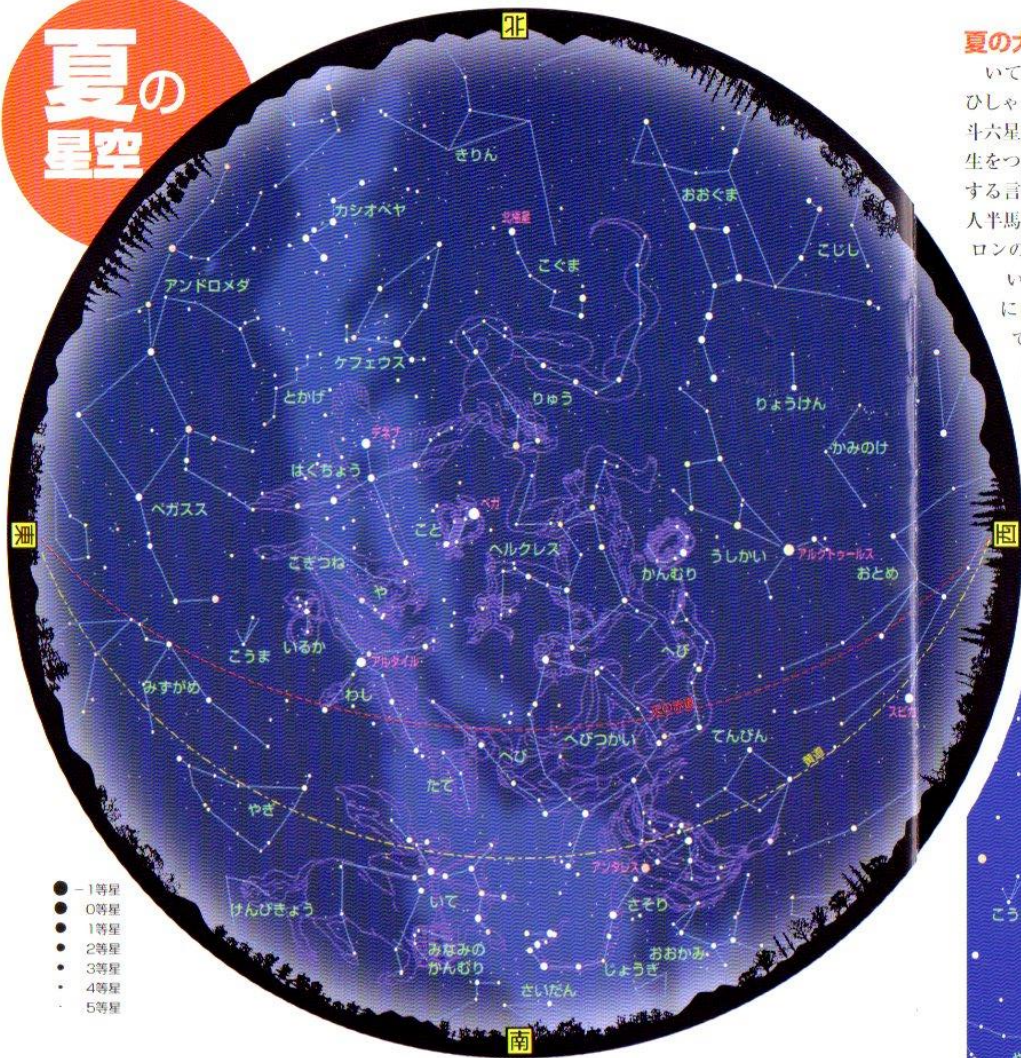 夏の
星空
北
きりん
おおぐま
カシオペヤ
北極星
こぐま
こじし
アンドロメダ
ケフェウス
とかげ
りゅう
りょうけん
デネブ
かみのけ
はくちょう
ペガスス
ベガ
こと
東
西
こぎつね
ヘルクレス
かんむり
うしかい
アルクトゥールス
おとめ
や
こうま
いるか
アルタイル
へび
みずがめ
わし
天の赤道
スピカ
へびつかい
てんびん
へび
黄道
たて
やぎ
アンタレス
けんびきょう
いて
さそり
みなみの
かんむり
おおかみ
じょうぎ
さいだん
南
-1等星
0等星
1等星
2等星
3等星
4等星
5等星
いて
ひしゃ
斗六星
生をつ
する言
人半馬
ロンの
い
に
て
こう